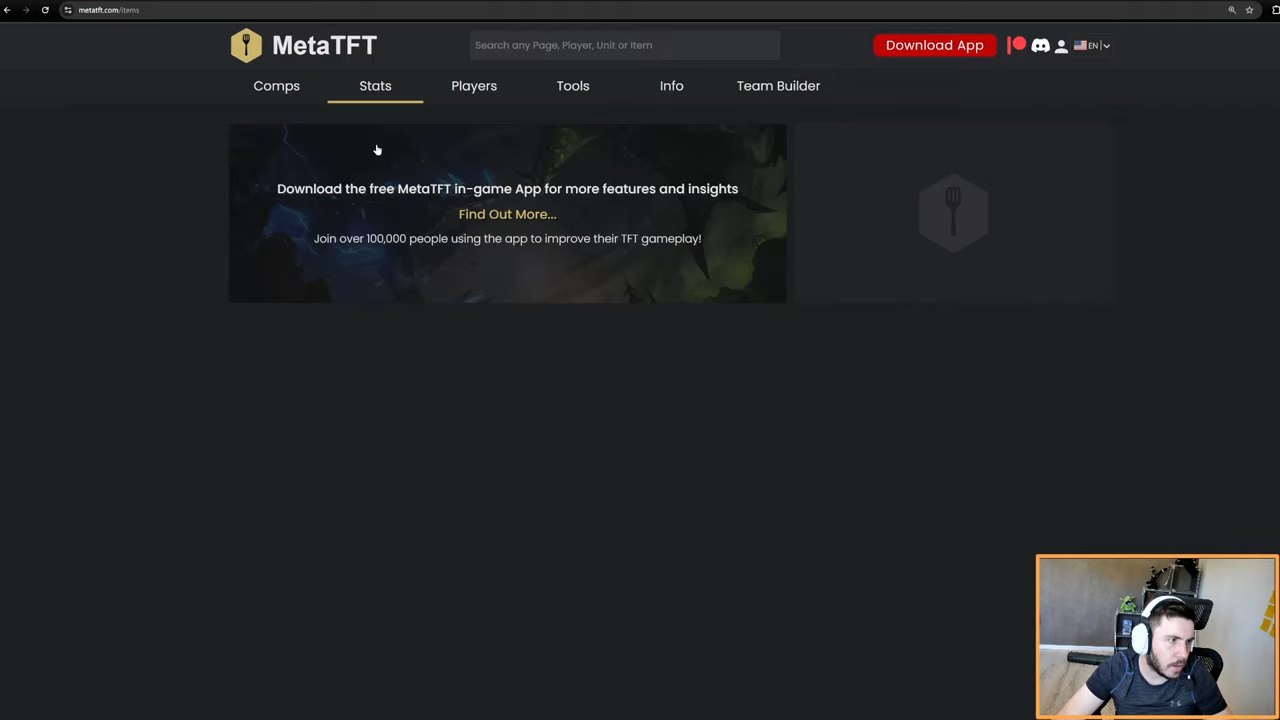 metatft.com/items
MetaTFT
Search any Page, Player, Unit or Item
Download App
EN
Comps
Stats
Players
Tools
Info
Team Builder
Download the free MetaTFT in-game App for more features and insights
Find Out More...
Join over 100,000 people using the app to improve their TFT gameplay!